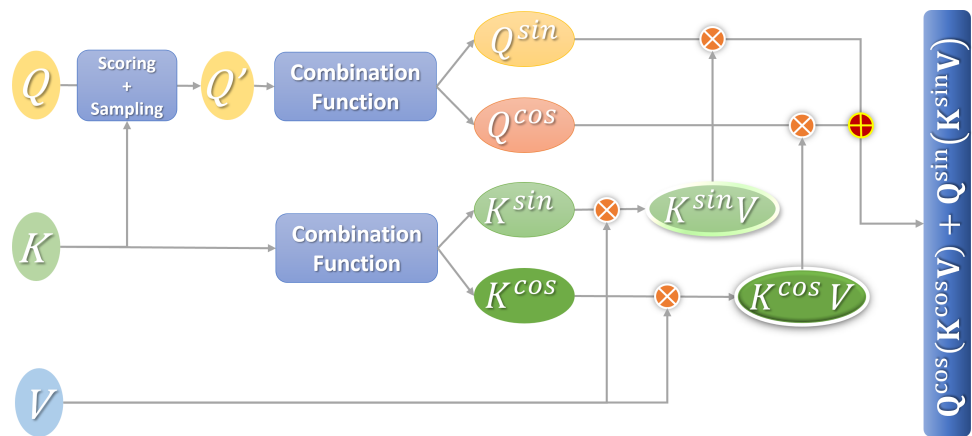 Q
Scoring
+
Sampling
Q′
Combination
Function
Q^sin
Q^cos
K
Combination
Function
K^sin
K^cos
K^sin V
K^cos V
V
Q^cos(K^cos V) + Q^sin(K^sin V)